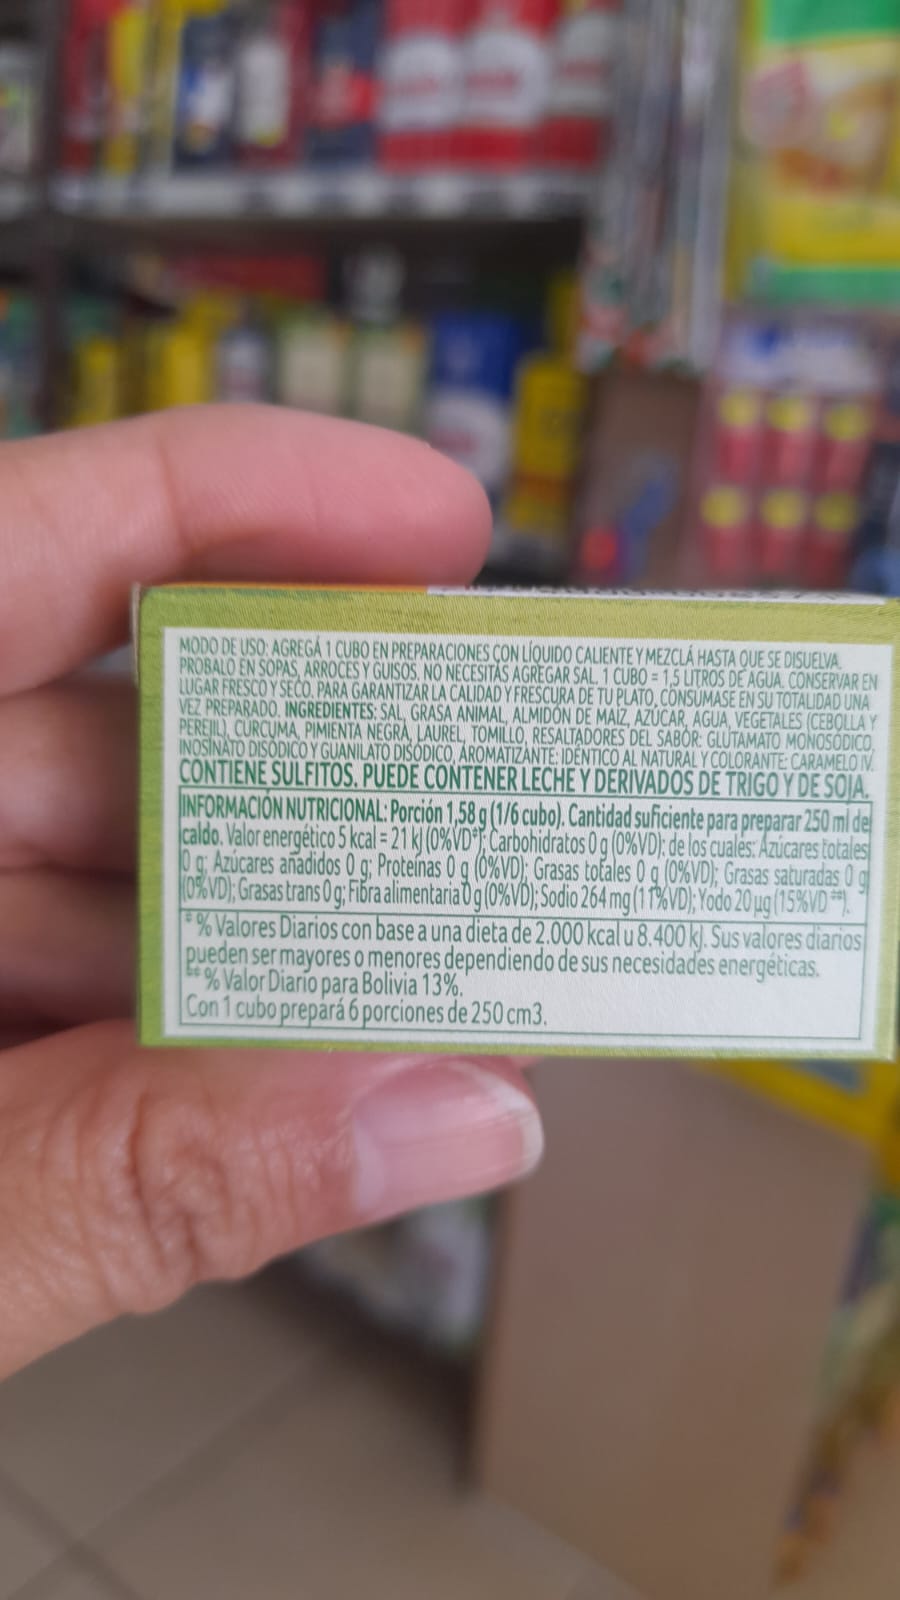 MODO DE USO: AGREGÁ 1 CUBO EN PREPARACIONES CON LÍQUIDO CALIENTE Y MEZCLÁ HASTA QUE SE DISUELVA.
PROBALO EN SOPAS, ARROCES Y GUISOS. NO NECESITÁS AGREGAR SAL. 1 CUBO = 1,5 LITROS DE AGUA. CONSERVAR EN
LUGAR FRESCO Y SECO. PARA GARANTIZAR LA CALIDAD Y FRESCURA DE TU PLATO, CONSUMASE EN SU TOTALIDAD UNA
VEZ PREPARADO. INGREDIENTES: SAL, GRASA ANIMAL, ALMIDÓN DE MAÍZ, AZÚCAR, AGUA, VEGETALES (CEBOLLA Y
PEREJIL), CÚRCUMA, PIMIENTA NEGRA, LAUREL, TOMILLO, RESALTADORES DEL SABOR: GLUTAMATO MONOSÓDICO,
INOSINATO DISÓDICO Y GUANILATO DISÓDICO, AROMATIZANTE: IDÉNTICO AL NATURAL Y COLORANTE: CARAMELO IV.
CONTIENE SULFITOS. PUEDE CONTENER LECHE Y DERIVADOS DE TRIGO Y DE SOJA.
INFORMACIÓN NUTRICIONAL: Porción 1,58 g (1/6 cubo). Cantidad suficiente para preparar 250 ml de
caldo. Valor energético 5 kcal = 21 kJ (0%VD*); Carbohidratos 0 g (0%VD); de los cuales: Azúcares totales
0 g; Azúcares añadidos 0 g; Proteínas 0 g (0%VD); Grasas totales 0 g (0%VD); Grasas saturadas 0 g
(0%VD); Grasas trans 0 g; Fibra alimentaria 0 g (0%VD); Sodio 264 mg (11%VD); Yodo 20 µg (15%VD**).
* % Valores Diarios con base a una dieta de 2.000 kcal u 8.400 kJ. Sus valores diarios
pueden ser mayores o menores dependiendo de sus necesidades energéticas.
** % Valor Diario para Bolivia 13%.
Con 1 cubo prepará 6 porciones de 250 cm3.